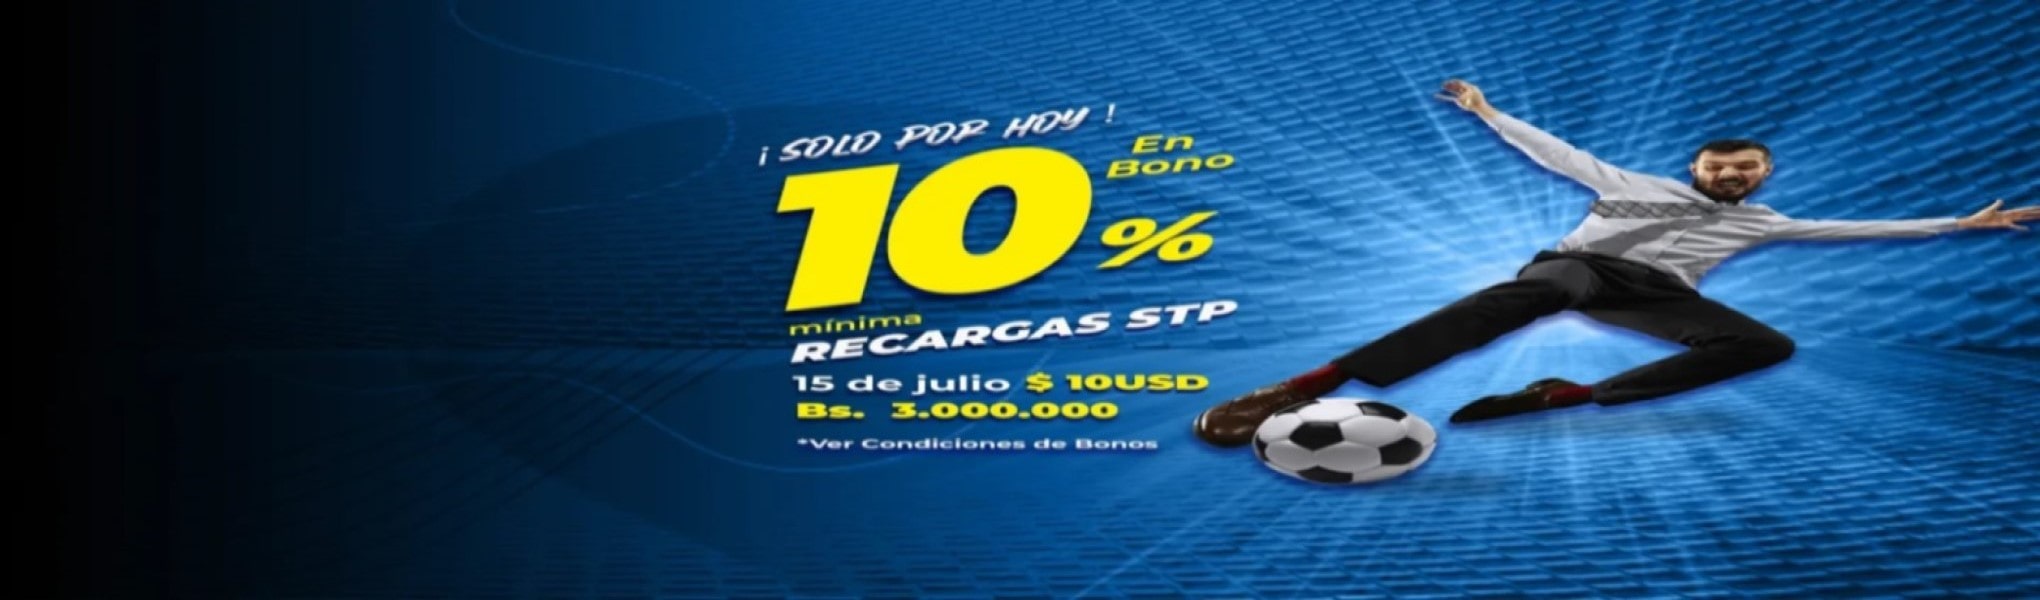 ¡ SOLO POR HOY !
10%
En
Bono
mínima
RECARGAS STP
15 de julio $ 10USD
Bs. 3.000.000
*Ver Condiciones de Bonos